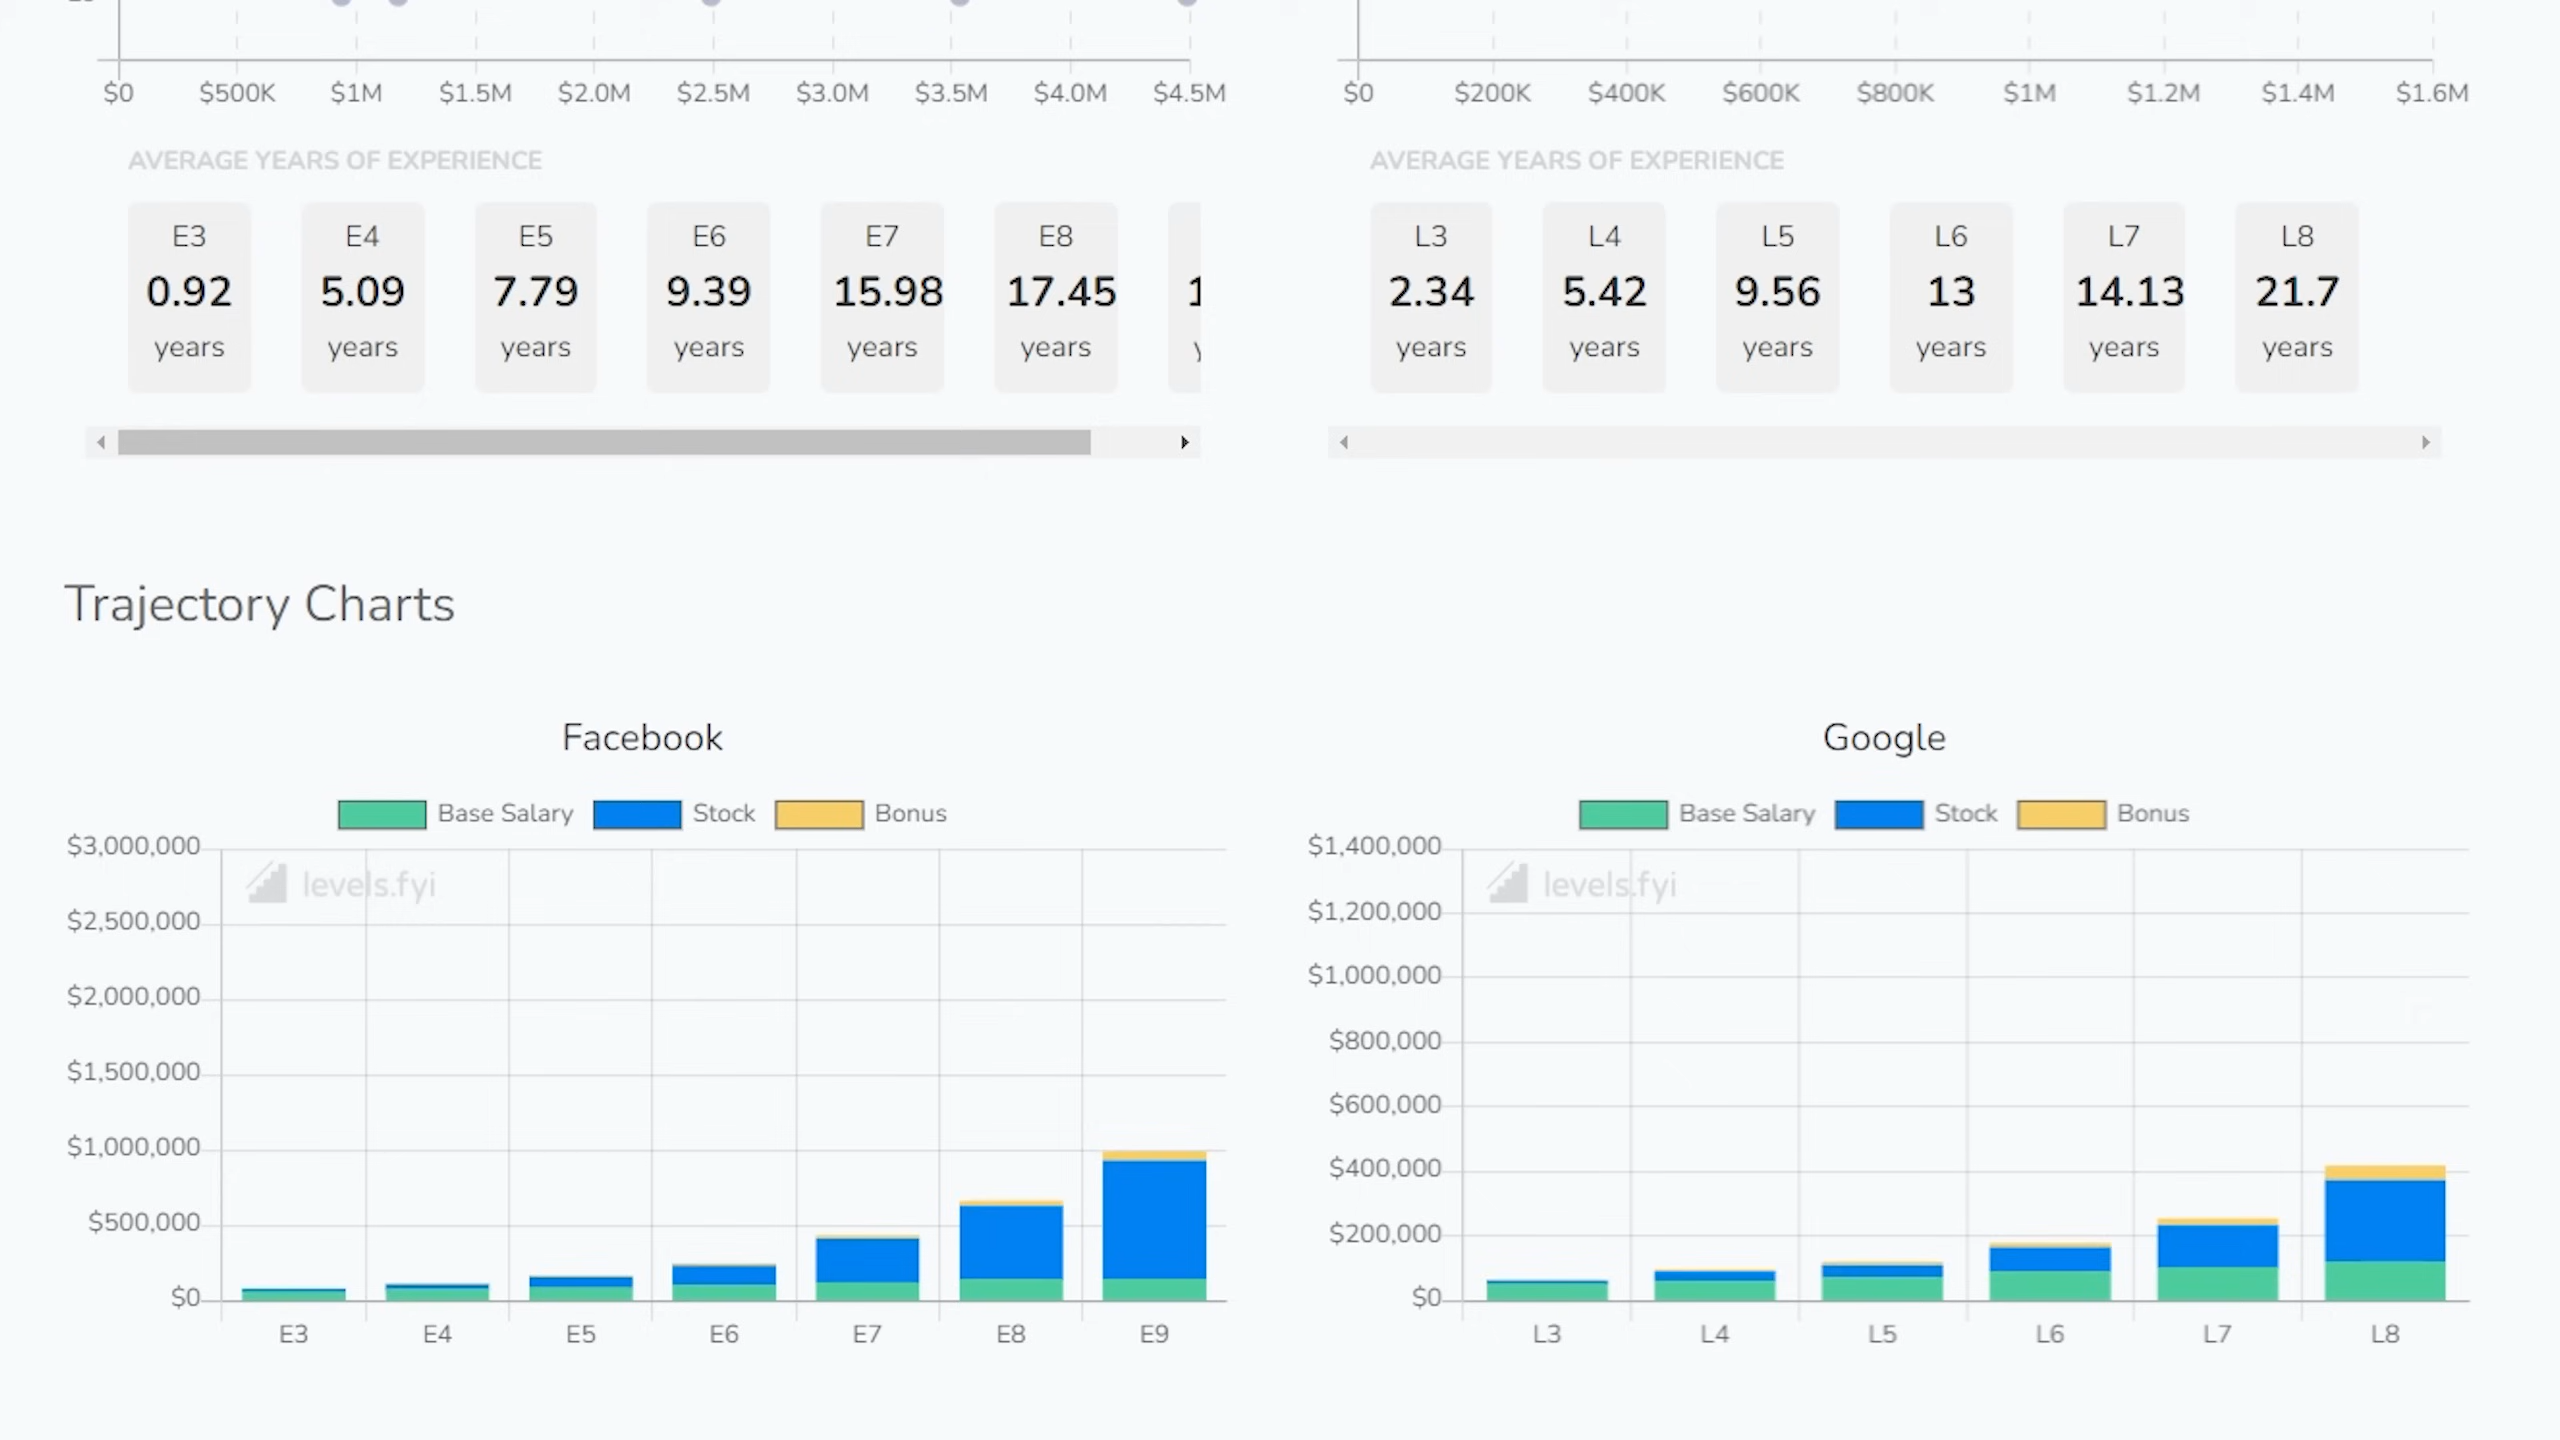 $0 $500K $1M $1.5M $2.0M $2.5M $3.0M $3.5M $4.0M $4.5M
$0 $200K $400K $600K $800K $1M $1.2M $1.4M $1.6M
AVERAGE YEARS OF EXPERIENCE
E3 E4 E5 E6 E7 E8
0.92 5.09 7.79 9.39 15.98 17.45
years years years years years years
AVERAGE YEARS OF EXPERIENCE
L3 L4 L5 L6 L7 L8
2.34 5.42 9.56 13 14.13 21.7
years years years years years years
Trajectory Charts
Facebook
Base Salary Stock Bonus
levels.fyi
$3,000,000
$2,500,000
$2,000,000
$1,500,000
$1,000,000
$500,000
$0
E3 E4 E5 E6 E7 E8 E9
Google
Base Salary Stock Bonus
levels.fyi
$1,400,000
$1,200,000
$1,000,000
$800,000
$600,000
$400,000
$200,000
$0
L3 L4 L5 L6 L7 L8